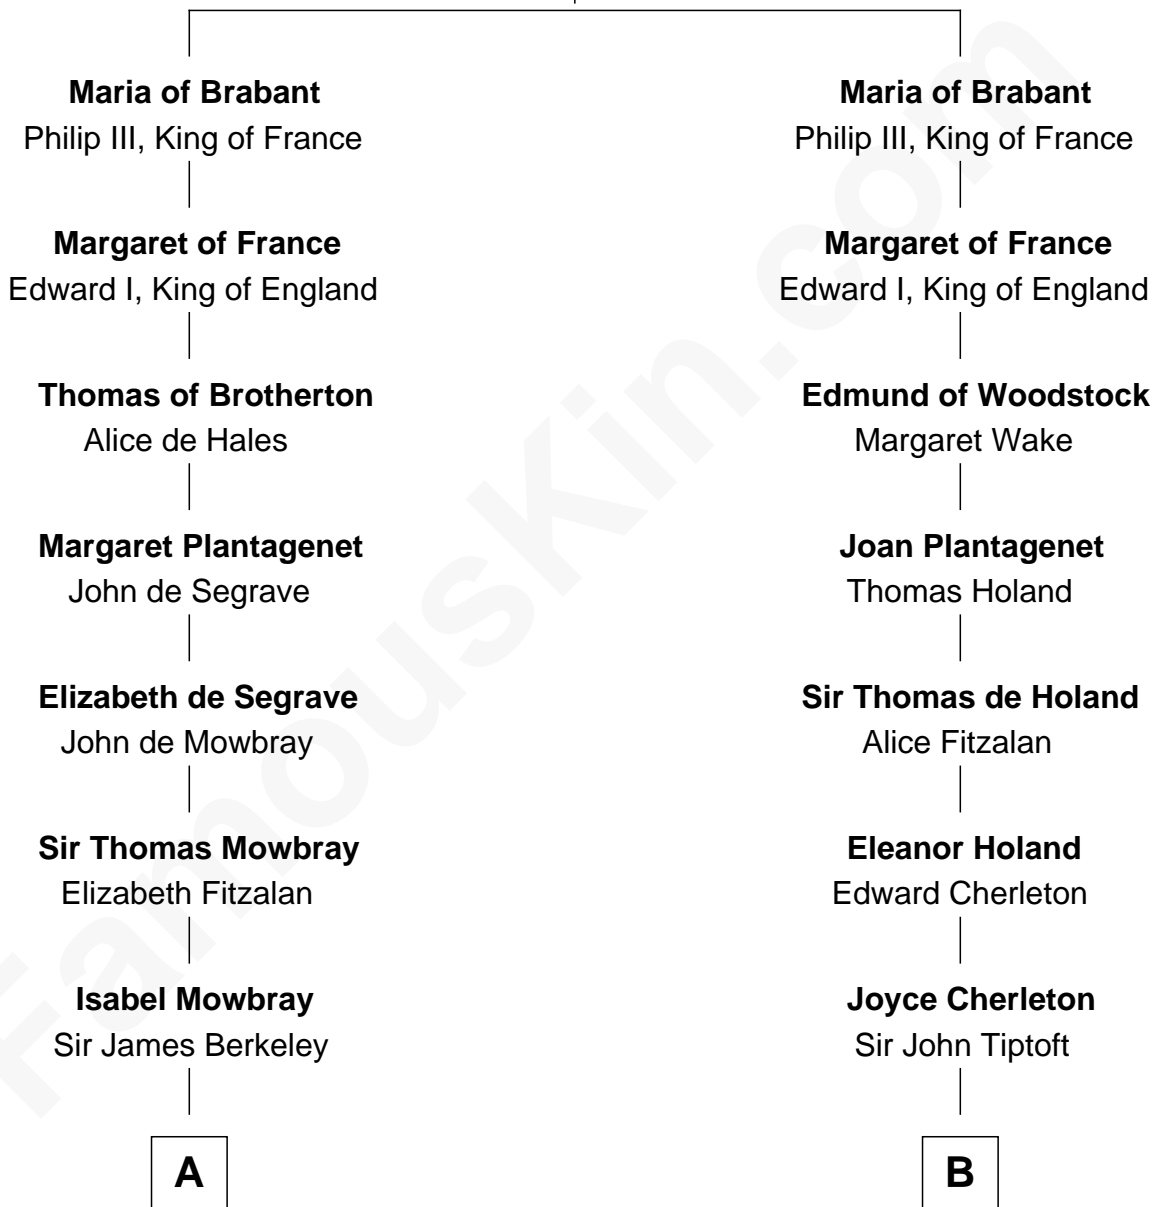 Maria of Brabant
Philip III, King of France
Margaret of France
Edward I, King of England
Thomas of Brotherton
Alice de Hales
Margaret Plantagenet
John de Segrave
Elizabeth de Segrave
John de Mowbray
Sir Thomas Mowbray
Elizabeth Fitzalan
Isabel Mowbray
Sir James Berkeley
A
Maria of Brabant
Philip III, King of France
Margaret of France
Edward I, King of England
Edmund of Woodstock
Margaret Wake
Joan Plantagenet
Thomas Holand
Sir Thomas de Holand
Alice Fitzalan
Eleanor Holand
Edward Cherleton
Joyce Cherleton
Sir John Tiptoft
B
FamousKin.com